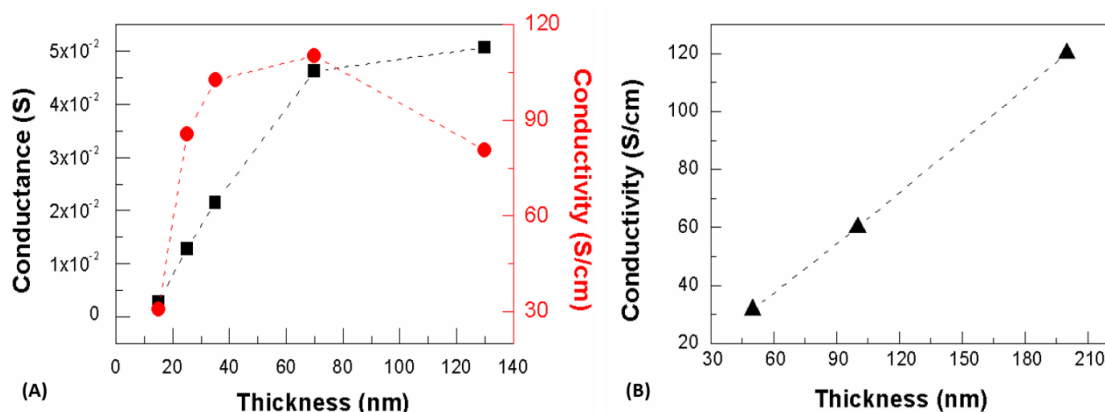 5x10⁻²
4x10⁻²
3x10⁻²
2x10⁻²
1x10⁻²
0
Conductance (S)
120
90
60
30
Conductivity (S/cm)
0 20 40 60 80 100 120 140
Thickness (nm)
(A)
120
100
80
60
40
20
Conductivity (S/cm)
30 60 90 120 150 180 210
Thickness (nm)
(B)